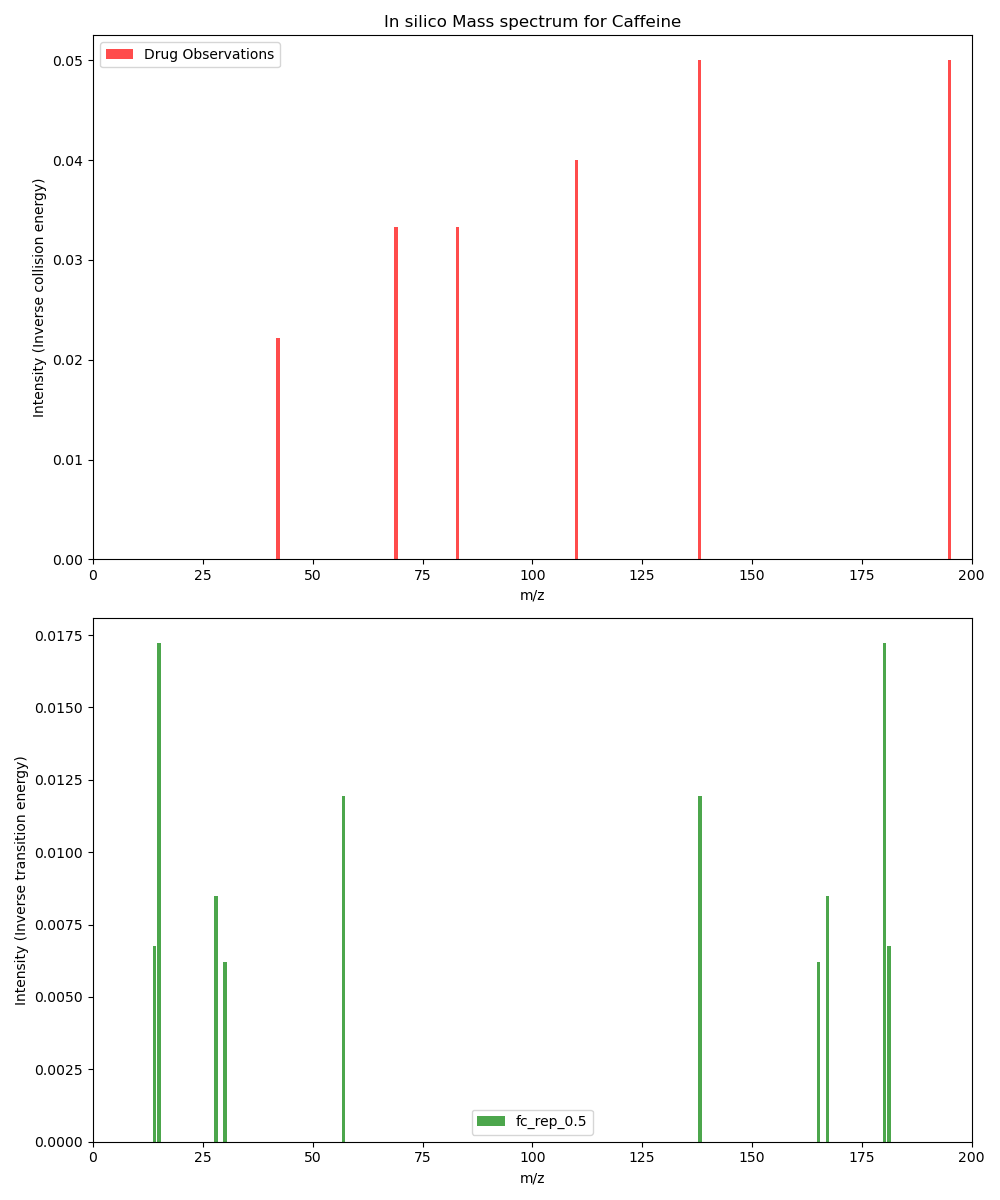 In silico Mass spectrum for Caffeine
Drug Observations
Intensity (Inverse collision energy)
0.05
0.04
0.03
0.02
0.01
0.00
0 25 50 75 100 125 150 175 200
m/z
Intensity (Inverse transition energy)
0.0175
0.0150
0.0125
0.0100
0.0075
0.0050
0.0025
0.0000
fc_rep_0.5
0 25 50 75 100 125 150 175 200
m/z